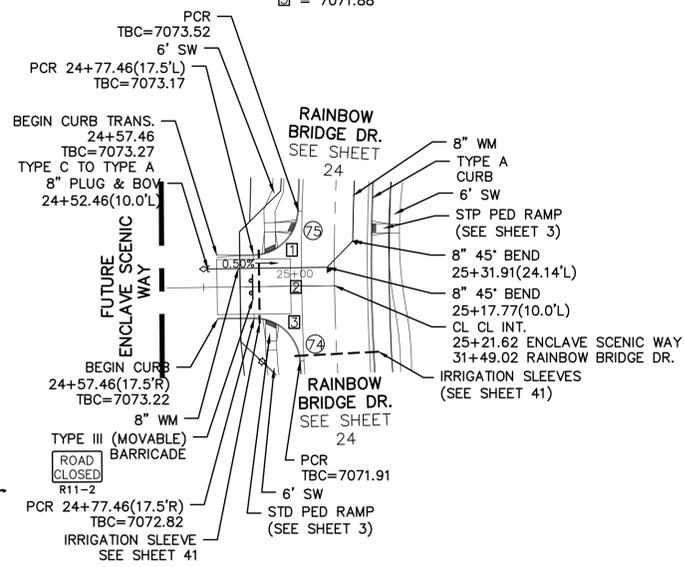 3 = 7071.88
PCR
TBC=7073.52
6' SW
PCR 24+77.46(17.5'L)
TBC=7073.17
BEGIN CURB TRANS.
24+57.46
TBC=7073.27
TYPE C TO TYPE A
8" PLUG & BOV
24+52.46(10.0'L)
FUTURE
ENCLAVE SCENIC
WAY
BEGIN CURB
24+57.46(17.5'R)
TBC=7073.22
8" WM
TYPE III (MOVABLE)
BARRICADE
ROAD
CLOSED
R11-2
PCR 24+77.46(17.5'R)
TBC=7072.82
IRRIGATION SLEEVE
SEE SHEET 41
RAINBOW
BRIDGE DR.
SEE SHEET
24
75
1
0.50%
25+00
2
3
74
RAINBOW
BRIDGE DR.
SEE SHEET
24
PCR
TBC=7071.91
6' SW
STD PED RAMP
(SEE SHEET 3)
8" WM
TYPE A
CURB
6' SW
STP PED RAMP
(SEE SHEET 3)
8" 45° BEND
25+31.91(24.14'L)
8" 45° BEND
25+17.77(10.0'L)
CL CL INT.
25+21.62 ENCLAVE SCENIC WAY
31+49.02 RAINBOW BRIDGE DR.
IRRIGATION SLEEVES
(SEE SHEET 41)